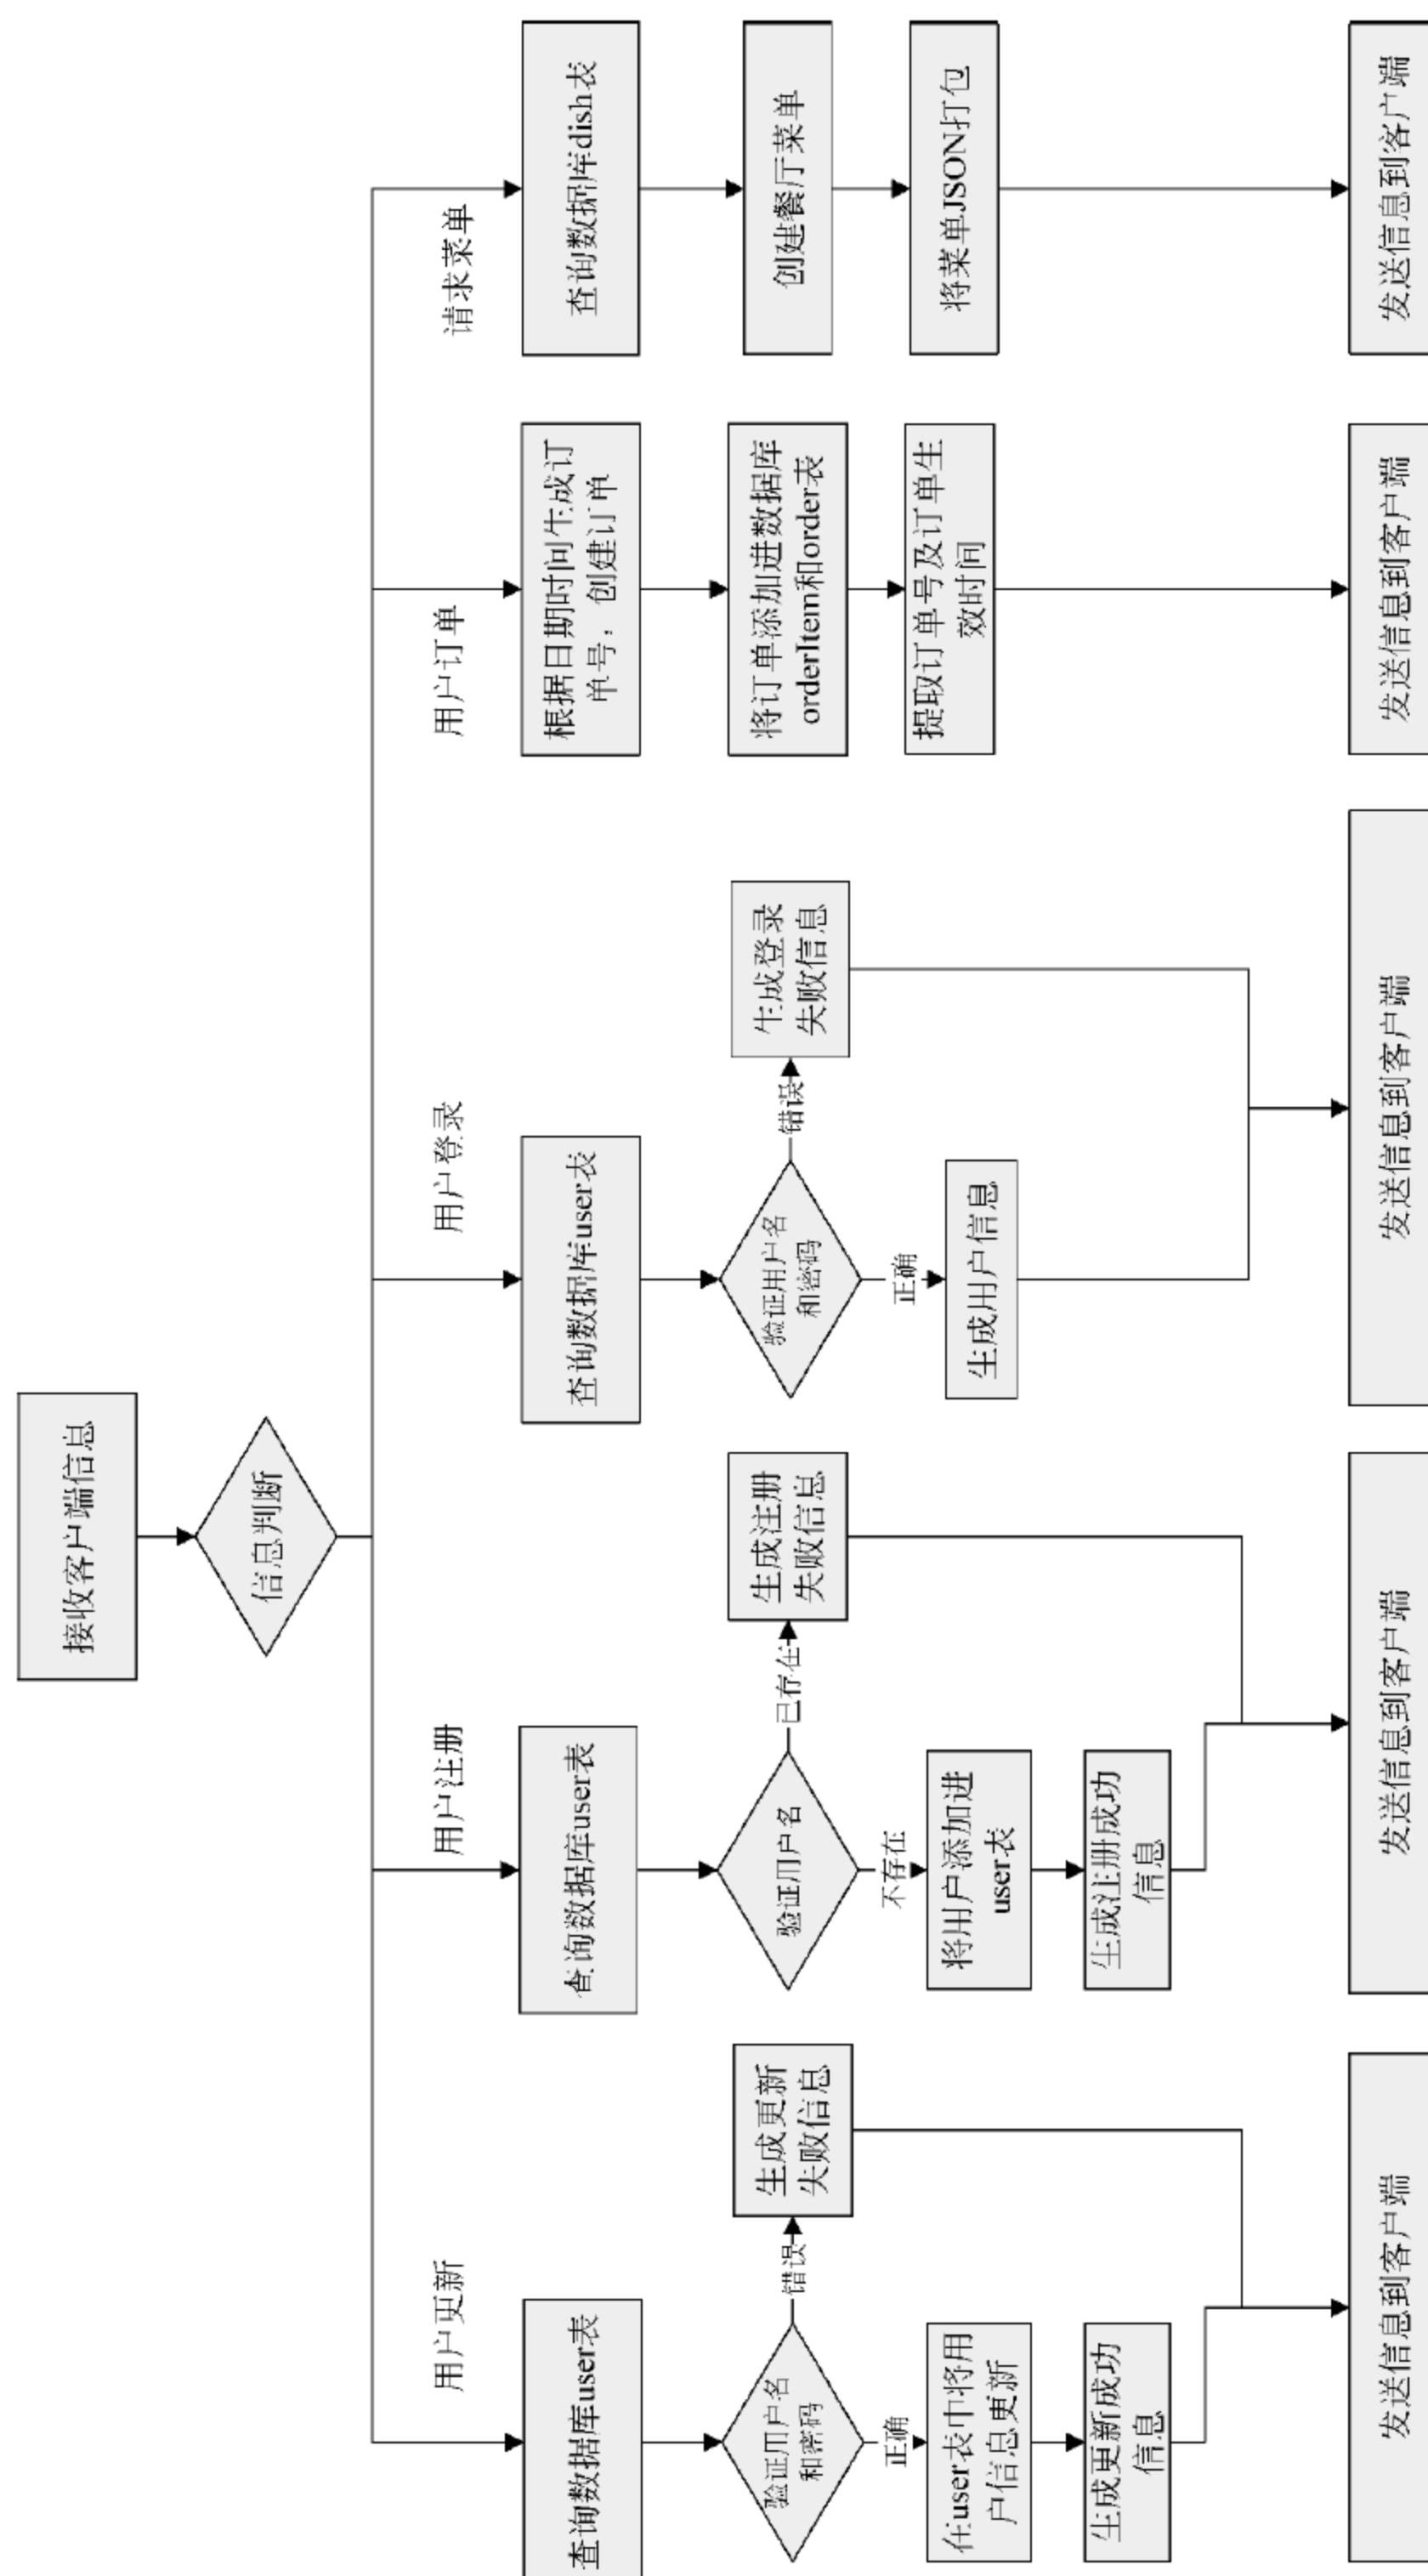 接收客户端信息
信息判断
用户更新
用户注册
用户登录
用户订单
请求菜单
查询数据库user表
查询数据库user表
查询数据库user表
根据日期时间生成订
单号，创建订单
查询数据库dish表
验证用户名
和密码
错误
生成更新
失败信息
验证用户名
已存在
生成注册
失败信息
验证用户名
和密码
错误
生成登录
失败信息
将订单添加进数据库
orderItem和order表
创建餐厅菜单
正确
不存在
正确
在user表中将用
户信息更新
将用户添加进
user表
生成用户信息
提取订单号及订单生
效时间
将菜单JSON打包
生成更新成功
信息
生成注册成功
信息
发送信息到客户端
发送信息到客户端
发送信息到客户端
发送信息到客户端
发送信息到客户端